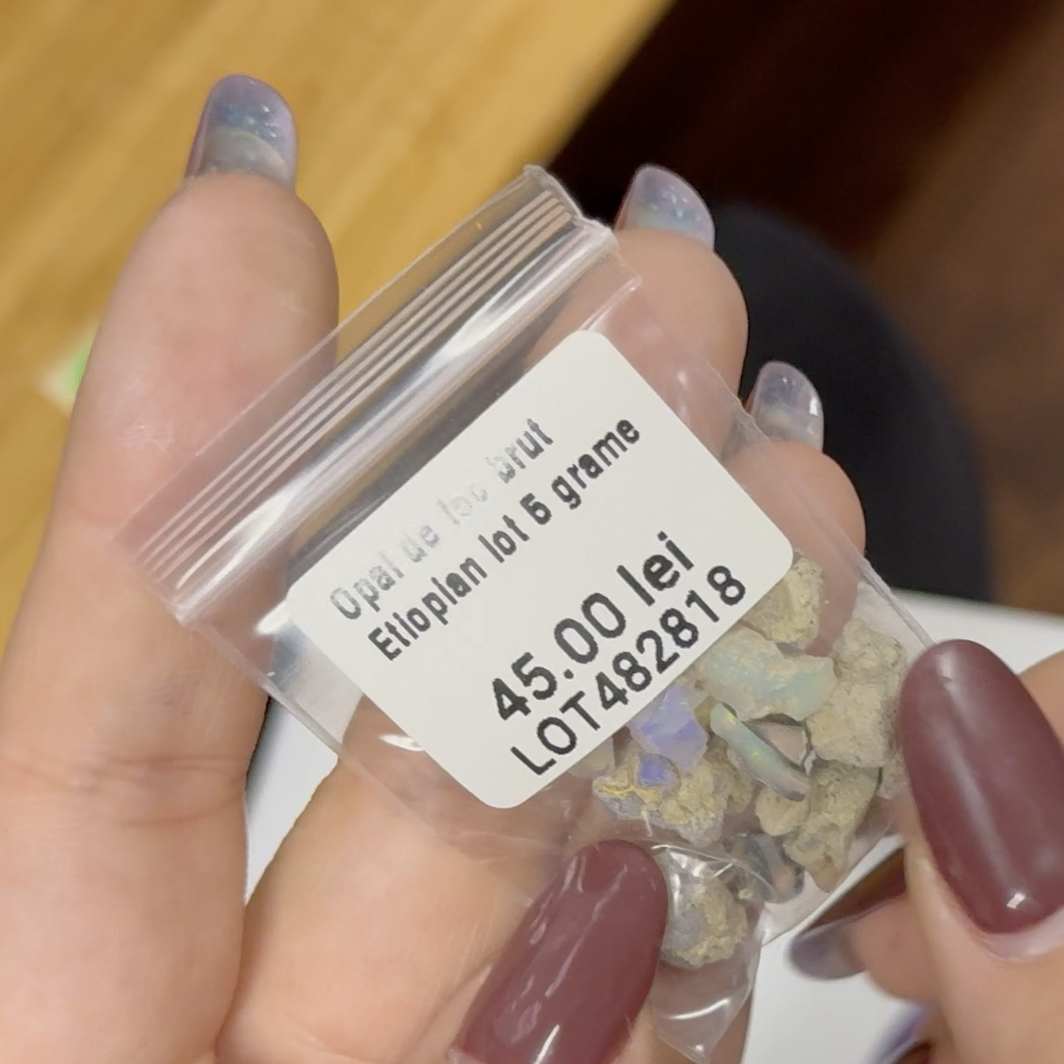 Opal de foc brut
Etiopian lot 5 grame
45.00 lei
LOT482818